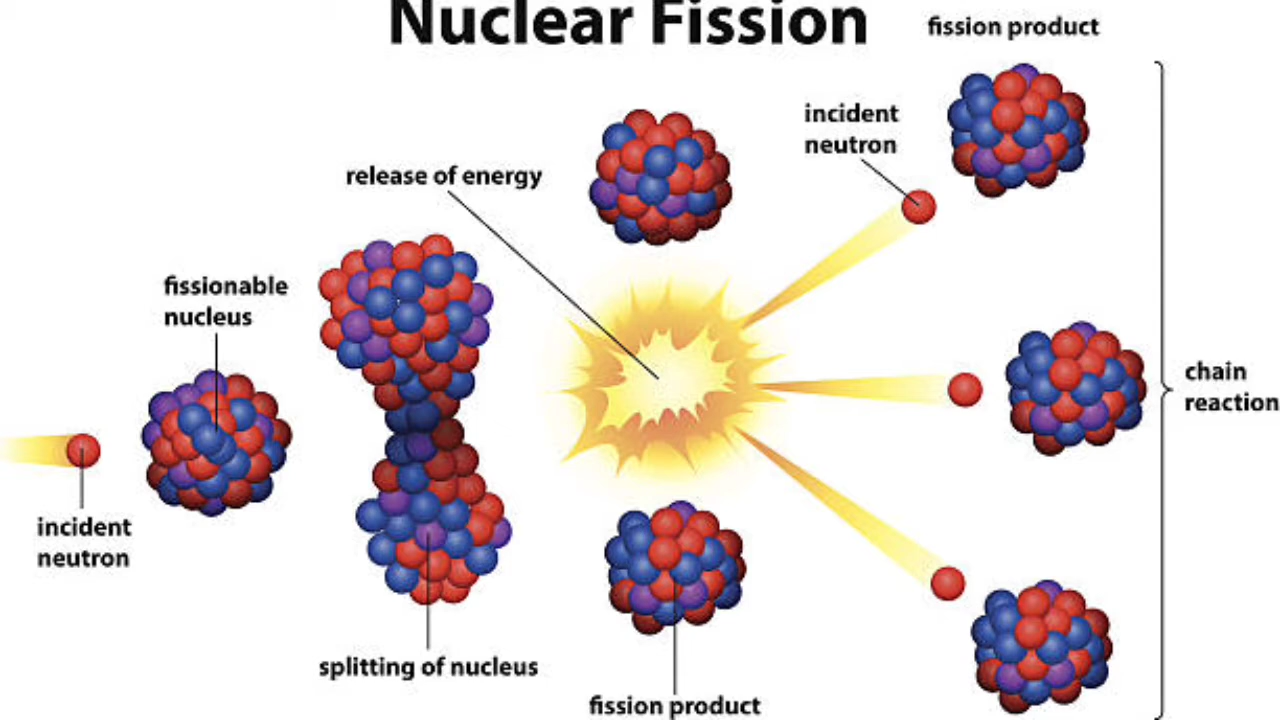 Nuclear Fission
fission product
incident
neutron
release of energy
fissionable
nucleus
chain
reaction
incident
neutron
splitting of nucleus
fission product